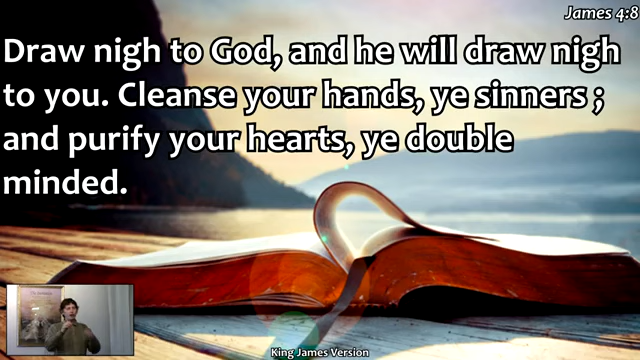 James 4:8
Draw nigh to God, and he will draw nigh
to you. Cleanse your hands, ye sinners ;
and purify your hearts, ye double
minded.
King James Version